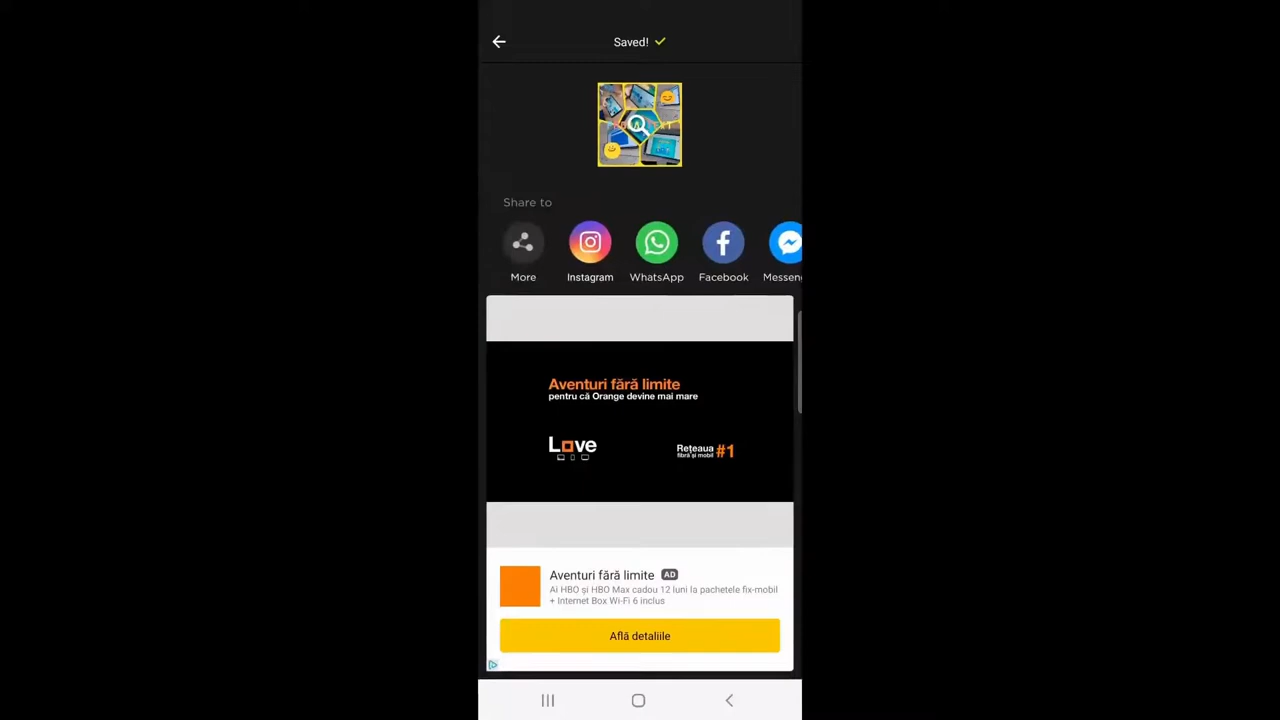 Saved!
Share to
More
Instagram
WhatsApp
Facebook
Messeng
Aventuri fără limite
pentru că Orange devine mai mare
Love
Rețeaua
fibră și mobil
#1
Aventuri fără limite AD
Ai HBO și HBO Max cadou 12 luni la pachetele fix-mobil
+ Internet Box Wi-Fi 6 inclus
Află detaliile